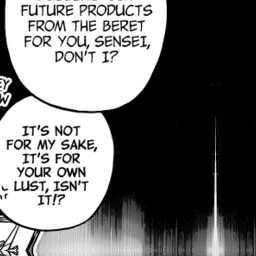 FUTURE PRODUCTS
FROM THE BERET
FOR YOU, SENSEI,
DON'T I?
IT'S NOT
FOR MY SAKE,
IT'S FOR
YOUR OWN
LUST, ISN'T
IT!?